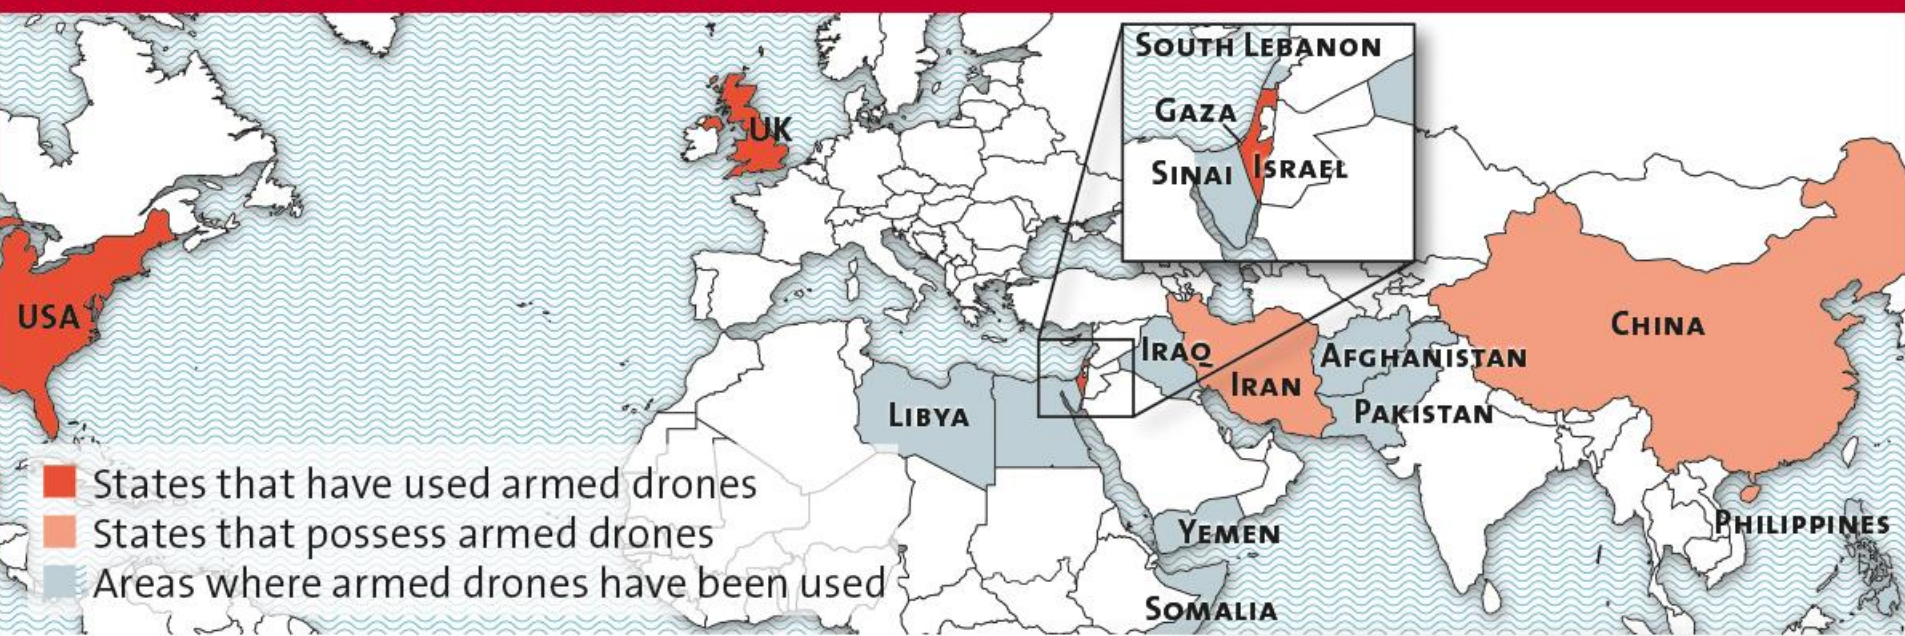 SOUTH LEBANON
GAZA
SINAI
ISRAEL
UK
USA
CHINA
IRAQ
IRAN
AFGHANISTAN
PAKISTAN
LIBYA
YEMEN
PHILIPPINES
SOMALIA
States that have used armed drones
States that possess armed drones
Areas where armed drones have been used